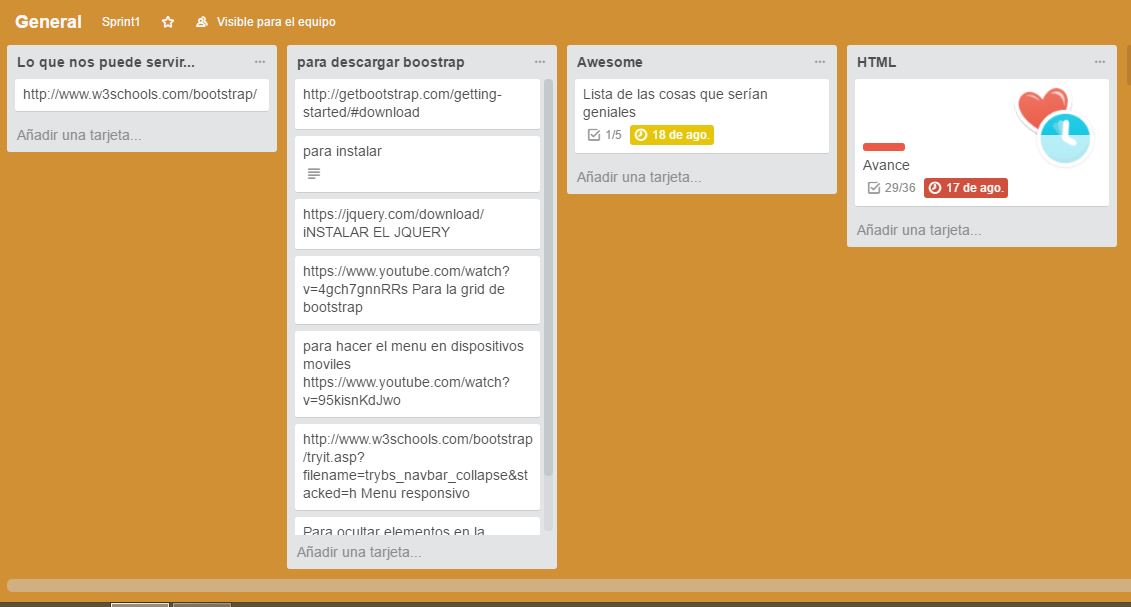 General Sprint1 Visible para el equipo
Lo que nos puede servir...
http://www.w3schools.com/bootstrap/
Añadir una tarjeta...
para descargar boostrap
http://getbootstrap.com/getting-
started/#download
para instalar
https://jquery.com/download/
iNSTALAR EL JQUERY
https://www.youtube.com/watch?
v=4gch7gnnRRs Para la grid de
bootstrap
para hacer el menu en dispositivos
moviles
https://www.youtube.com/watch?
v=95kisnKdJwo
http://www.w3schools.com/bootstrap
/tryit.asp?
filename=trybs_navbar_collapse&st
acked=h Menu responsivo
Para ocultar elementos en la
Añadir una tarjeta...
Awesome
Lista de las cosas que serían
geniales
1/5 18 de ago.
Añadir una tarjeta...
HTML
Avance
29/36 17 de ago.
Añadir una tarjeta...